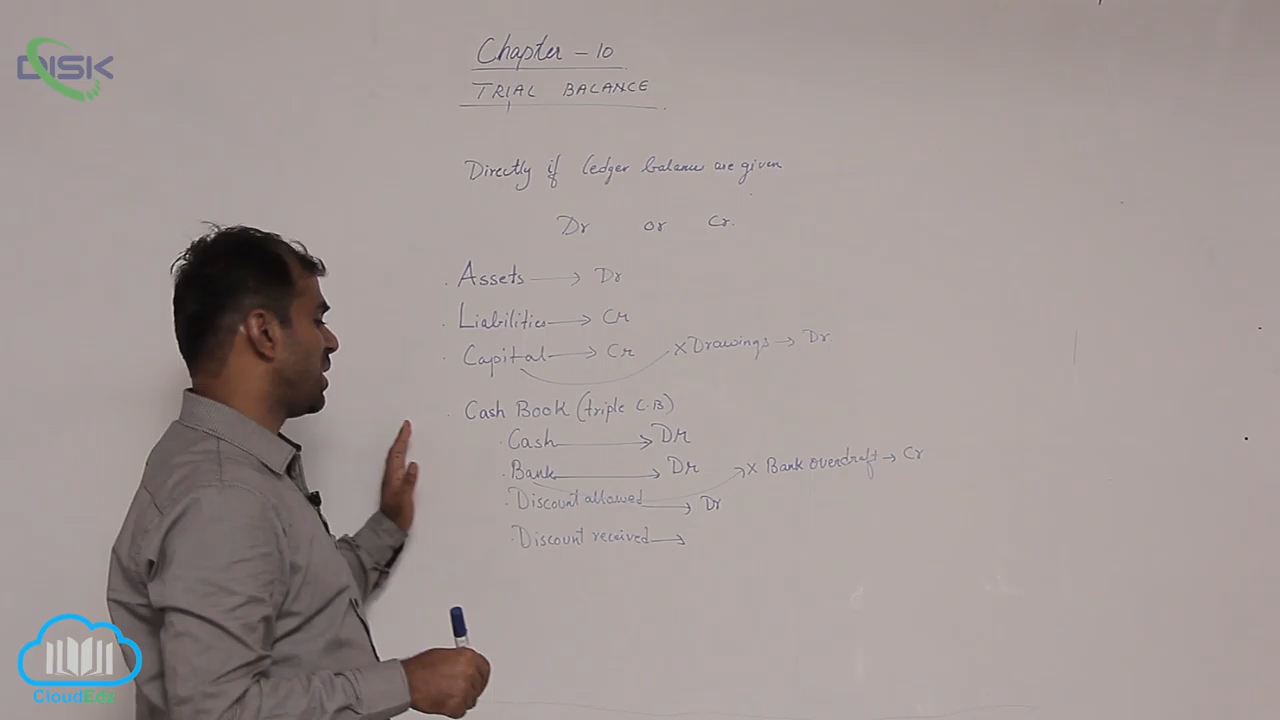 DISK
Chapter - 10
TRIAL BALANCE
Directly if ledger balance are given
Dr or Cr.
. Assets → Dr
. Liabilities → Cr
. Capital → Cr × Drawings → Dr
. Cash Book (triple C.B)
. Cash → Dr
. Bank → Dr × Bank overdraft → Cr
. Discount allowed → Dr
. Discount received →
CloudEdz